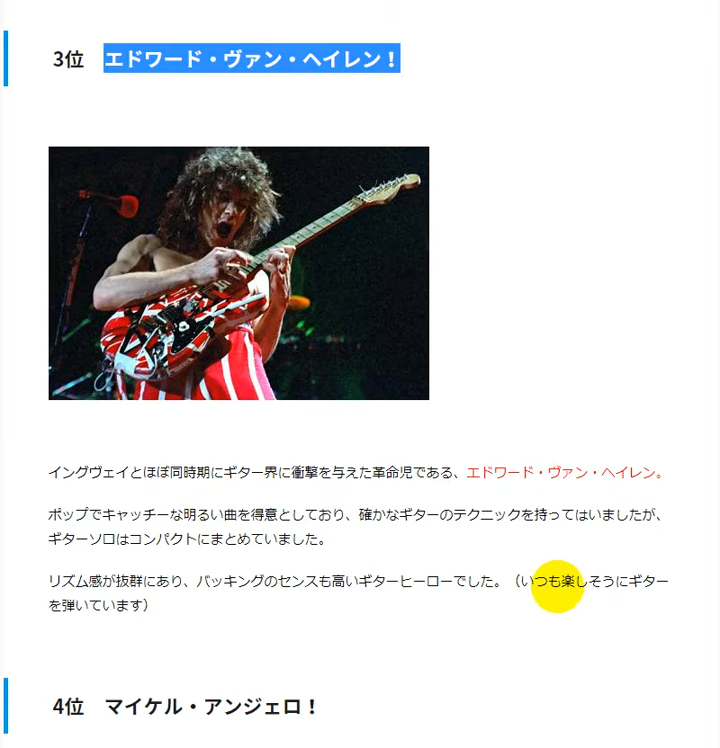 3位 エドワード・ヴァン・ヘイレン！
イングヴェイとほぼ同時期にギター界に衝撃を与えた革命児である、エドワード・ヴァン・ヘイレン。
ポップでキャッチーな明るい曲を得意としており、確かなギターのテクニックを持ってはいましたが、
ギターソロはコンパクトにまとめていました。
リズム感が抜群にあり、バッキングのセンスも高いギターヒーローでした。（いつも楽しそうにギター
を弾いています）
4位 マイケル・アンジェロ！